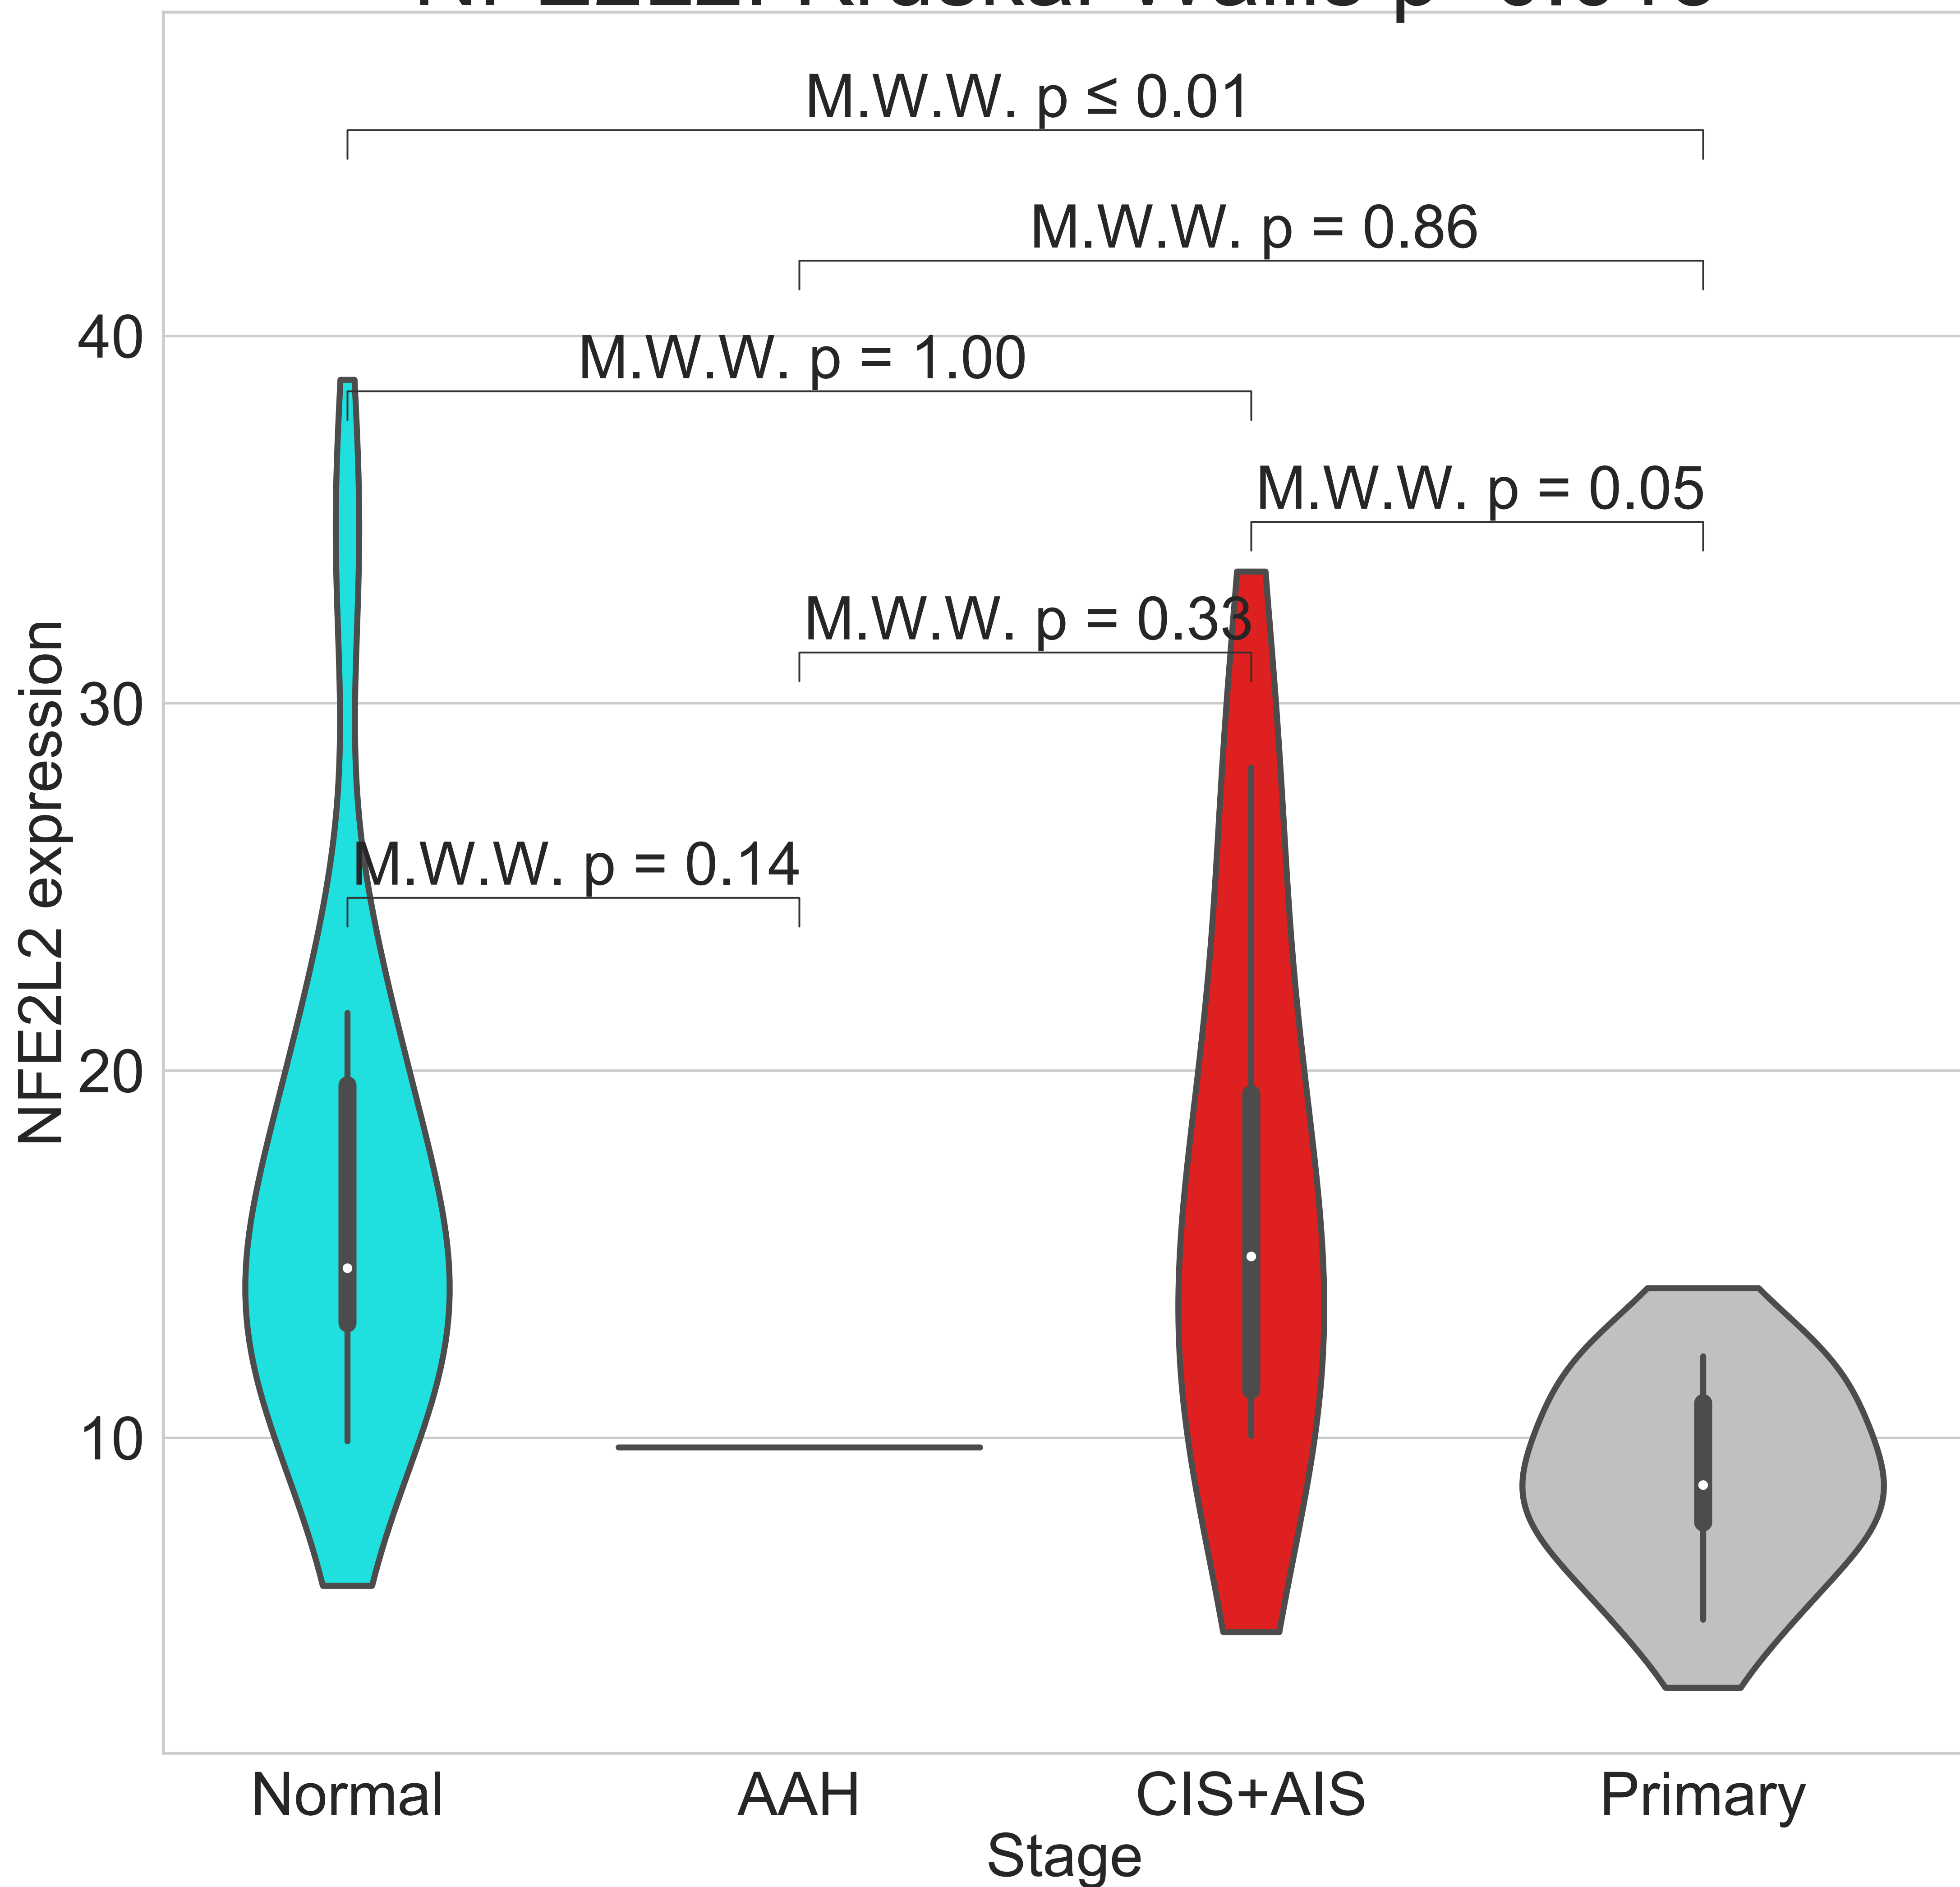 M.W.W. p ≤ 0.01
M.W.W. p = 0.86
40
M.W.W. p = 1.00
M.W.W. p = 0.05
M.W.W. p = 0.33
30
M.W.W. p = 0.14
NFE2L2 expression
20
10
Normal AAH CIS+AIS Primary
Stage